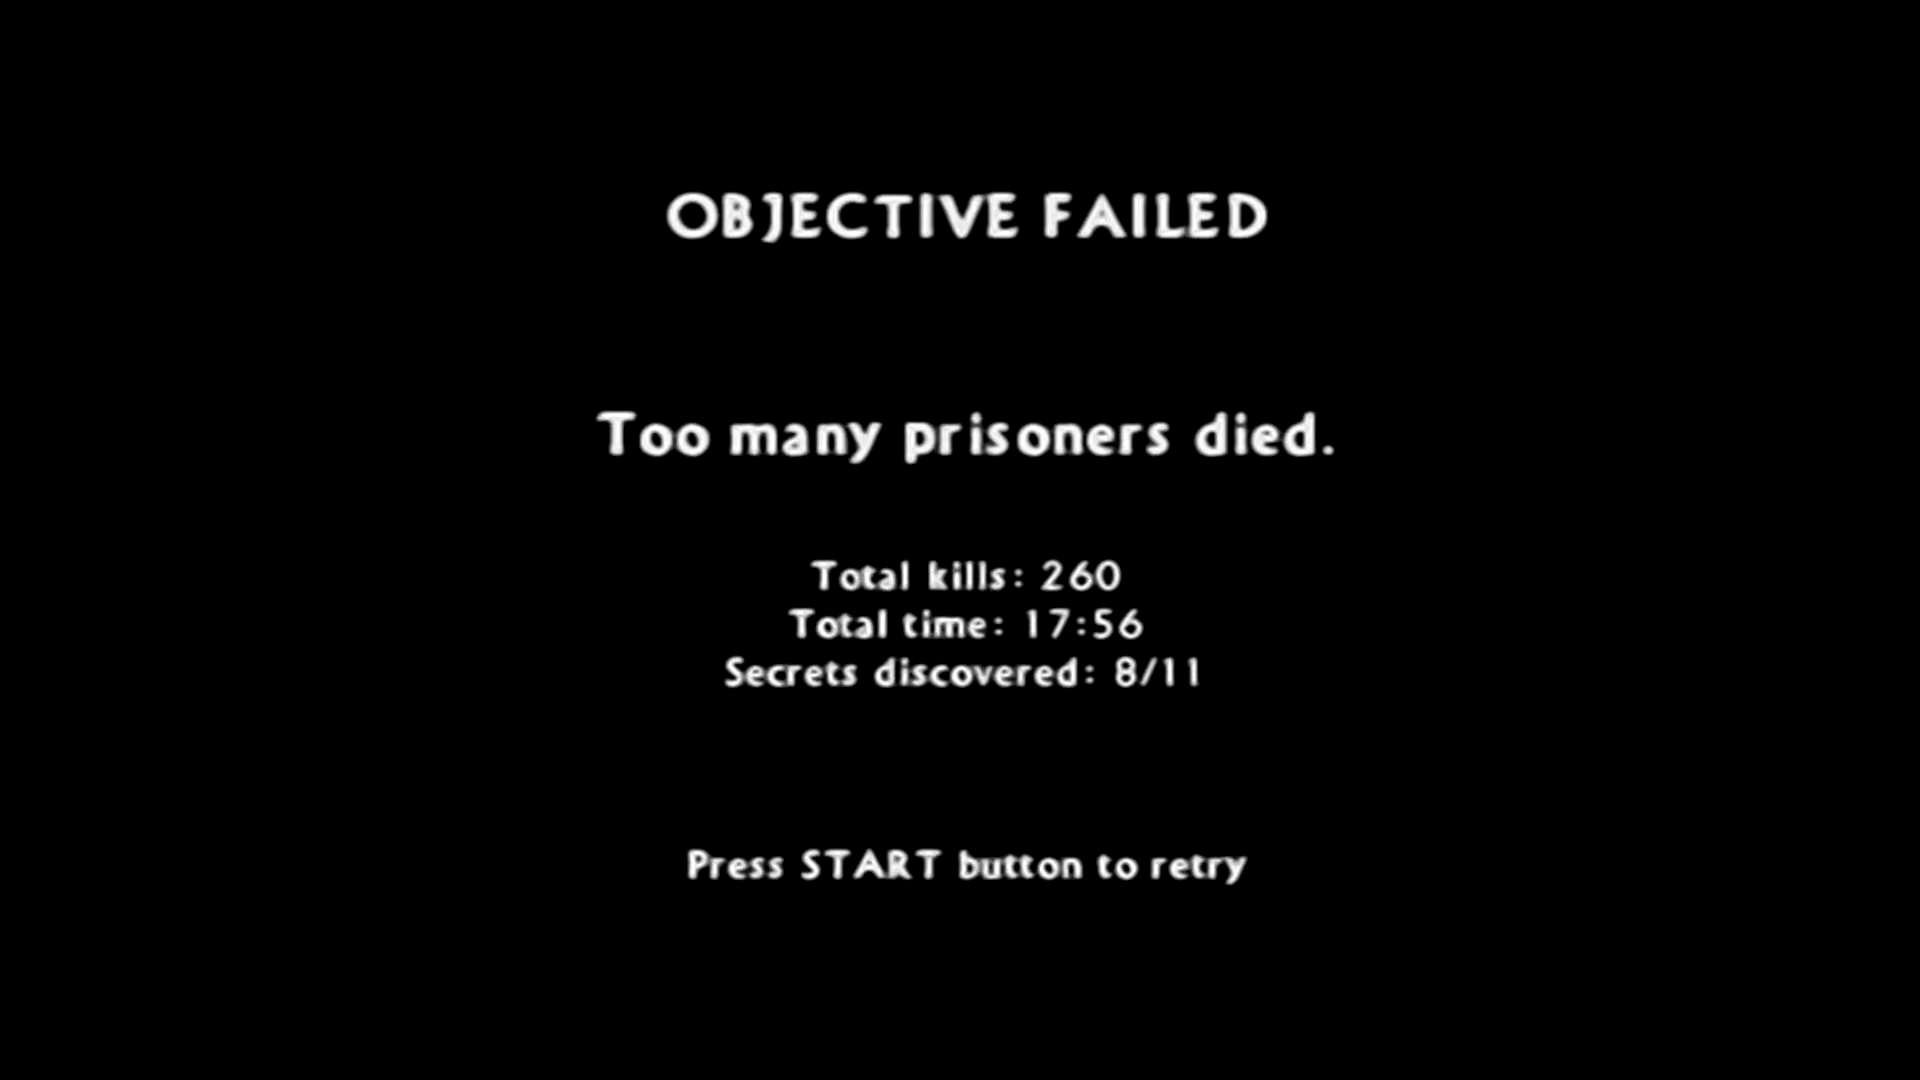 OBJECTIVE FAILED
Too many prisoners died.
Total kills: 260
Total time: 17:56
Secrets discovered: 8/11
Press START button to retry